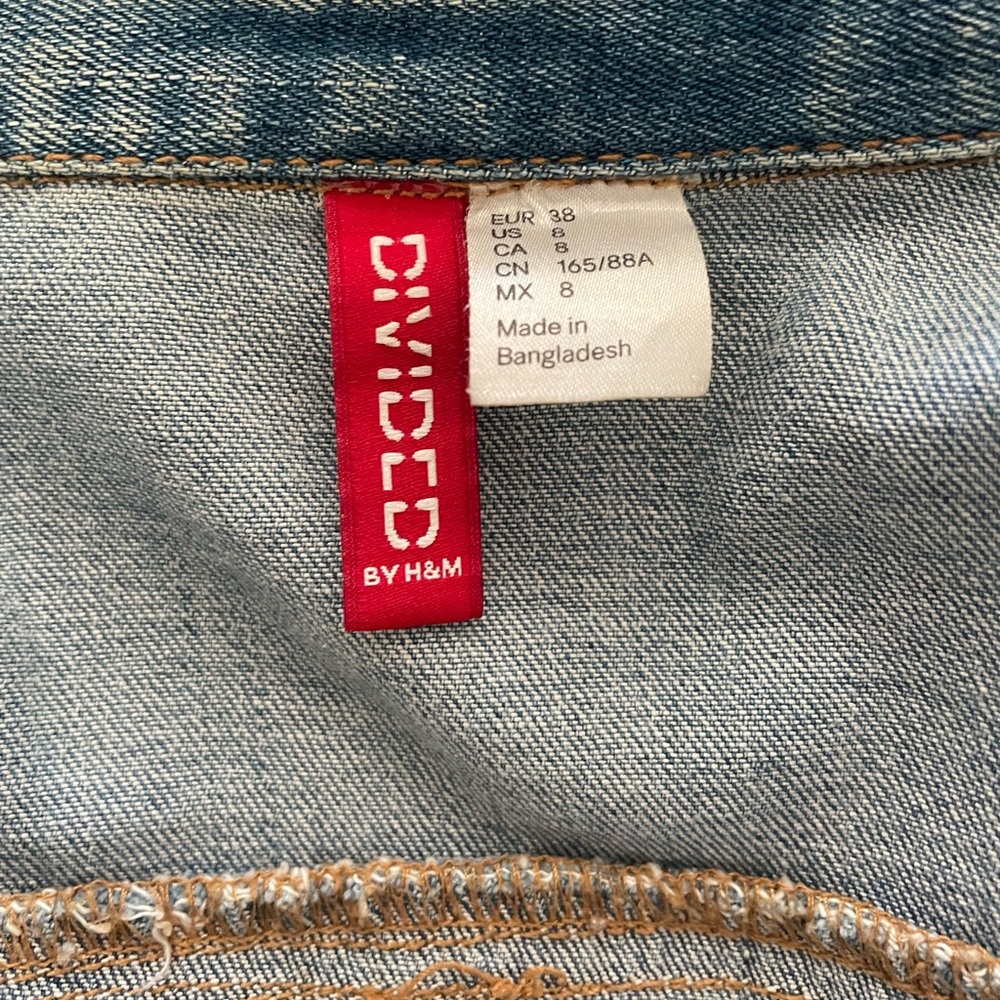 DIVIDED
BY H&M
EUR 38
US 8
CA 8
CN 165/88A
MX 8
Made in
Bangladesh